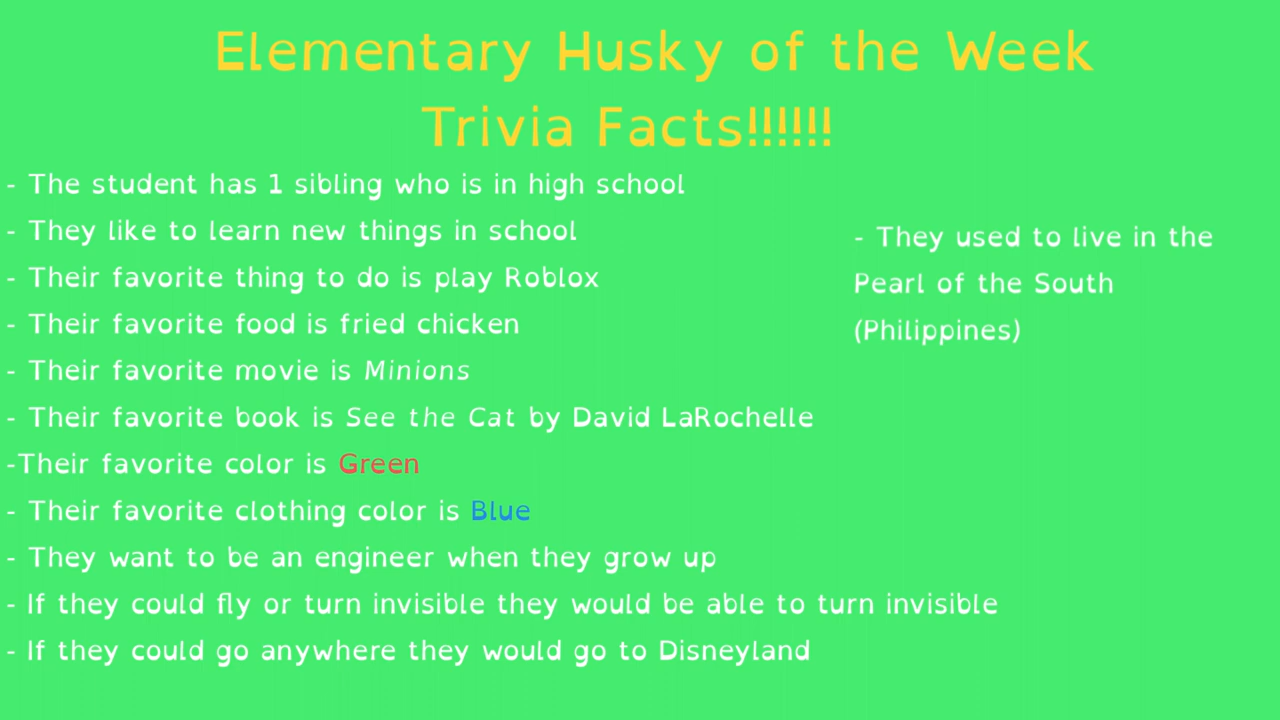 Elementary Husky of the Week
Trivia Facts!!!!!!
- The student has 1 sibling who is in high school
- They like to learn new things in school
- Their favorite thing to do is play Roblox
- Their favorite food is fried chicken
- Their favorite movie is Minions
- Their favorite book is See the Cat by David LaRochelle
-Their favorite color is Green
- Their favorite clothing color is Blue
- They want to be an engineer when they grow up
- If they could fly or turn invisible they would be able to turn invisible
- If they could go anywhere they would go to Disneyland
- They used to live in the
Pearl of the South
(Philippines)